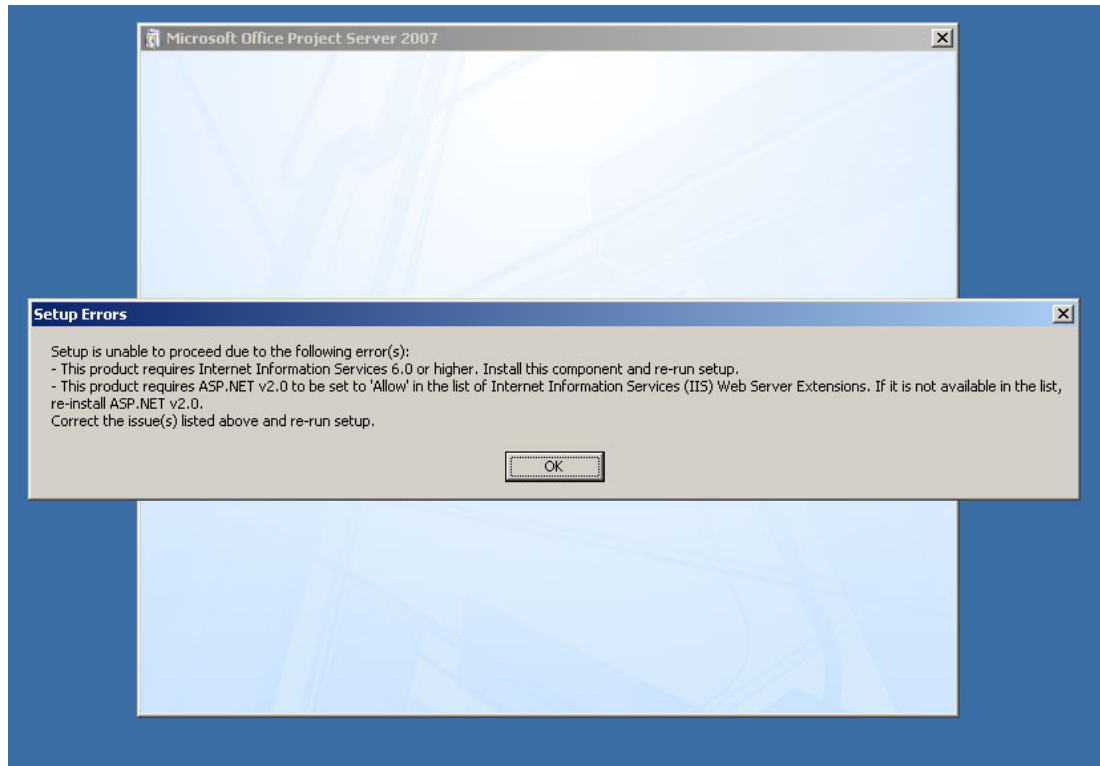 Microsoft Office Project Server 2007
Setup Errors
Setup is unable to proceed due to the following error(s):
- This product requires Internet Information Services 6.0 or higher. Install this component and re-run setup.
- This product requires ASP.NET v2.0 to be set to 'Allow' in the list of Internet Information Services (IIS) Web Server Extensions. If it is not available in the list,
re-install ASP.NET v2.0.
Correct the issue(s) listed above and re-run setup.
OK